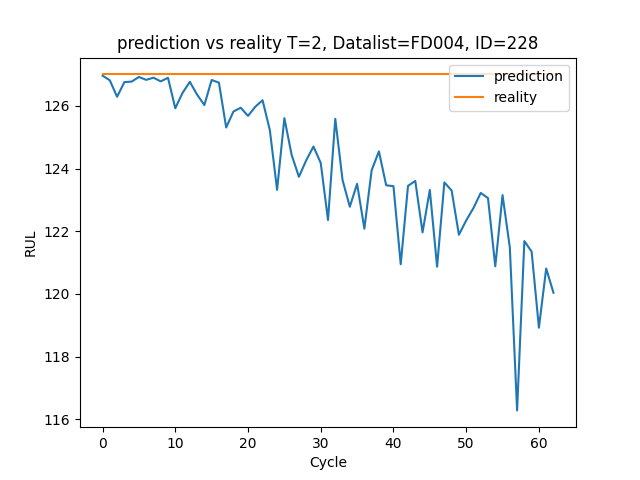 prediction vs reality T=2, Datalist=FD004, ID=228
prediction
reality
126
124
122
120
118
116
RUL
0 10 20 30 40 50 60
Cycle